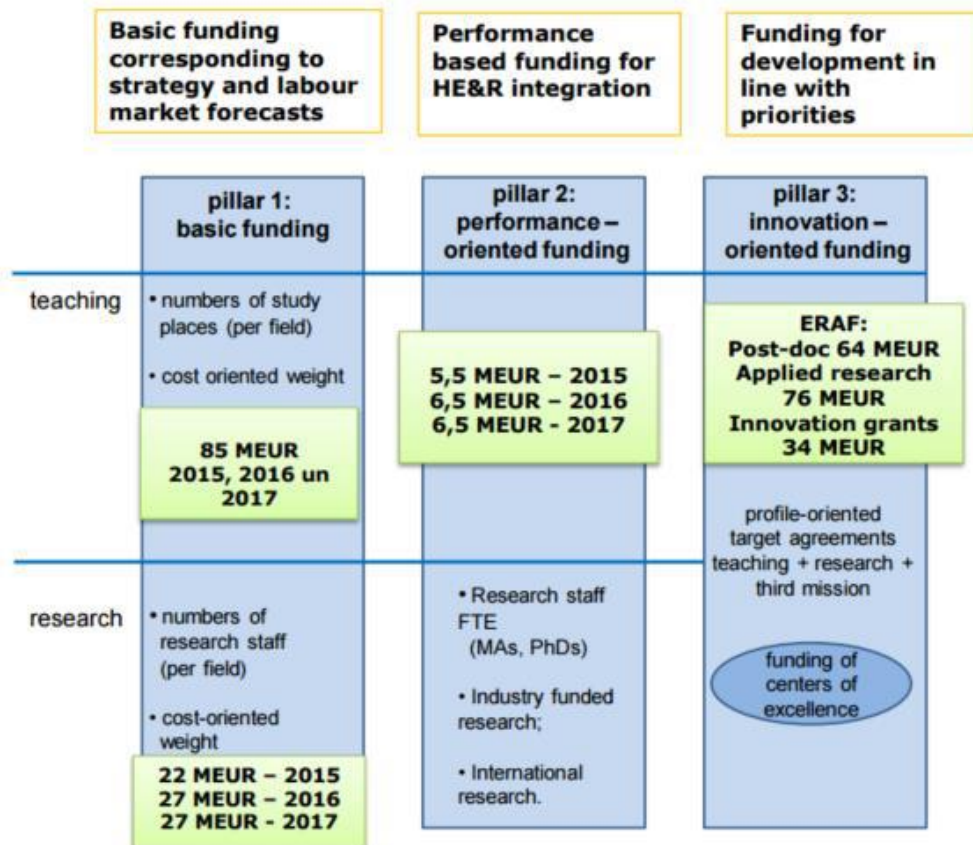 Basic funding
corresponding to
strategy and labour
market forecasts
Performance
based funding for
HE&R integration
Funding for
development in
line with
priorities
pillar 1:
basic funding
pillar 2:
performance –
oriented funding
pillar 3:
innovation –
oriented funding
teaching
• numbers of study
places (per field)
• cost oriented weight
85 MEUR
2015, 2016 un
2017
5,5 MEUR – 2015
6,5 MEUR – 2016
6,5 MEUR - 2017
ERAF:
Post-doc 64 MEUR
Applied research
76 MEUR
Innovation grants
34 MEUR
profile-oriented
target agreements
teaching + research +
third mission
research
• numbers of
research staff
(per field)
• cost-oriented
weight
22 MEUR – 2015
27 MEUR – 2016
27 MEUR - 2017
• Research staff
FTE
(MAs, PhDs)
• Industry funded
research;
• International
research.
funding of
centers of
excellence